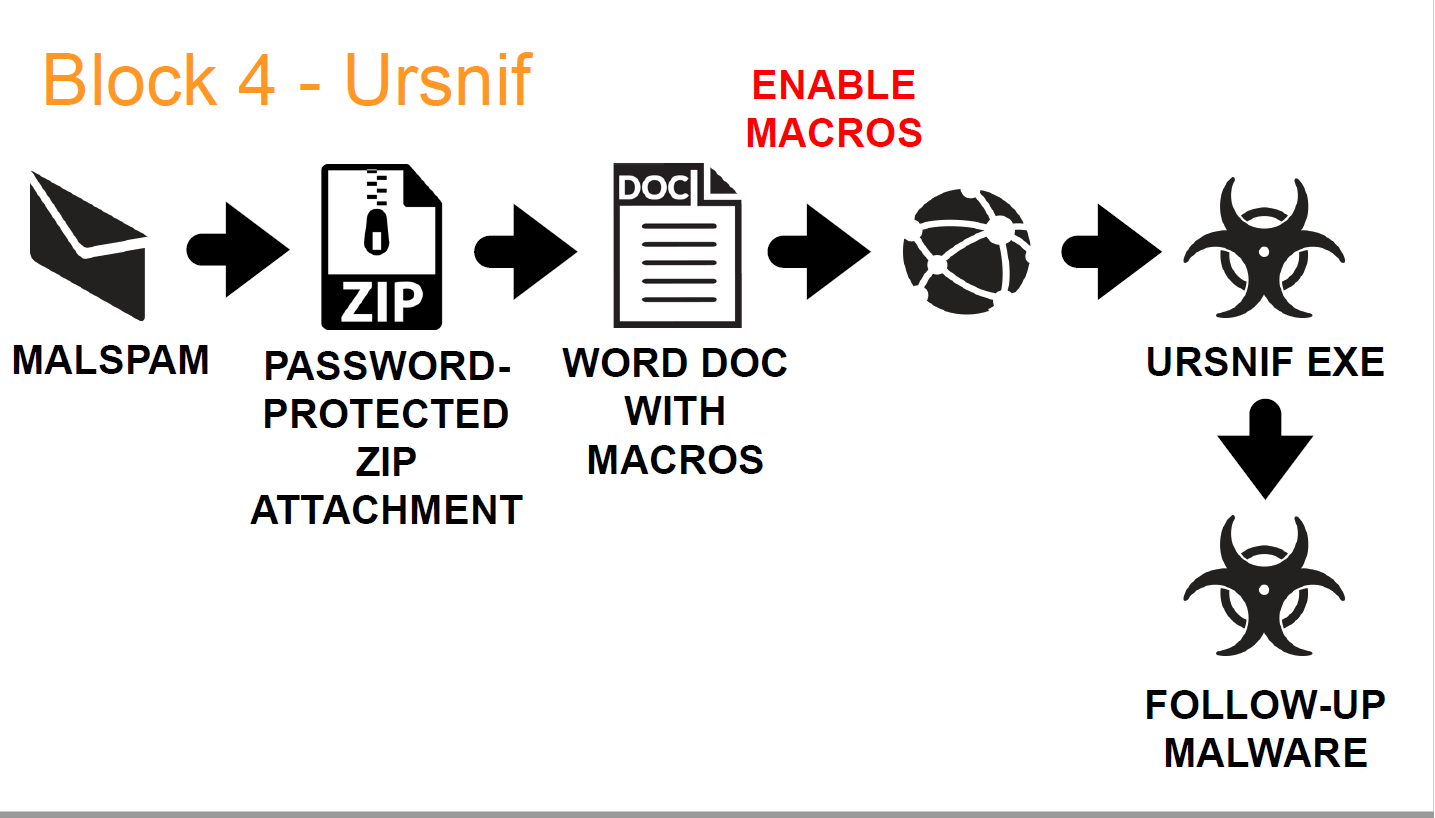 Block 4 - Ursnif
ENABLE
MACROS
DOC
ZIP
MALSPAM
PASSWORD-
PROTECTED
ZIP
ATTACHMENT
WORD DOC
WITH
MACROS
URSNIF EXE
FOLLOW-UP
MALWARE